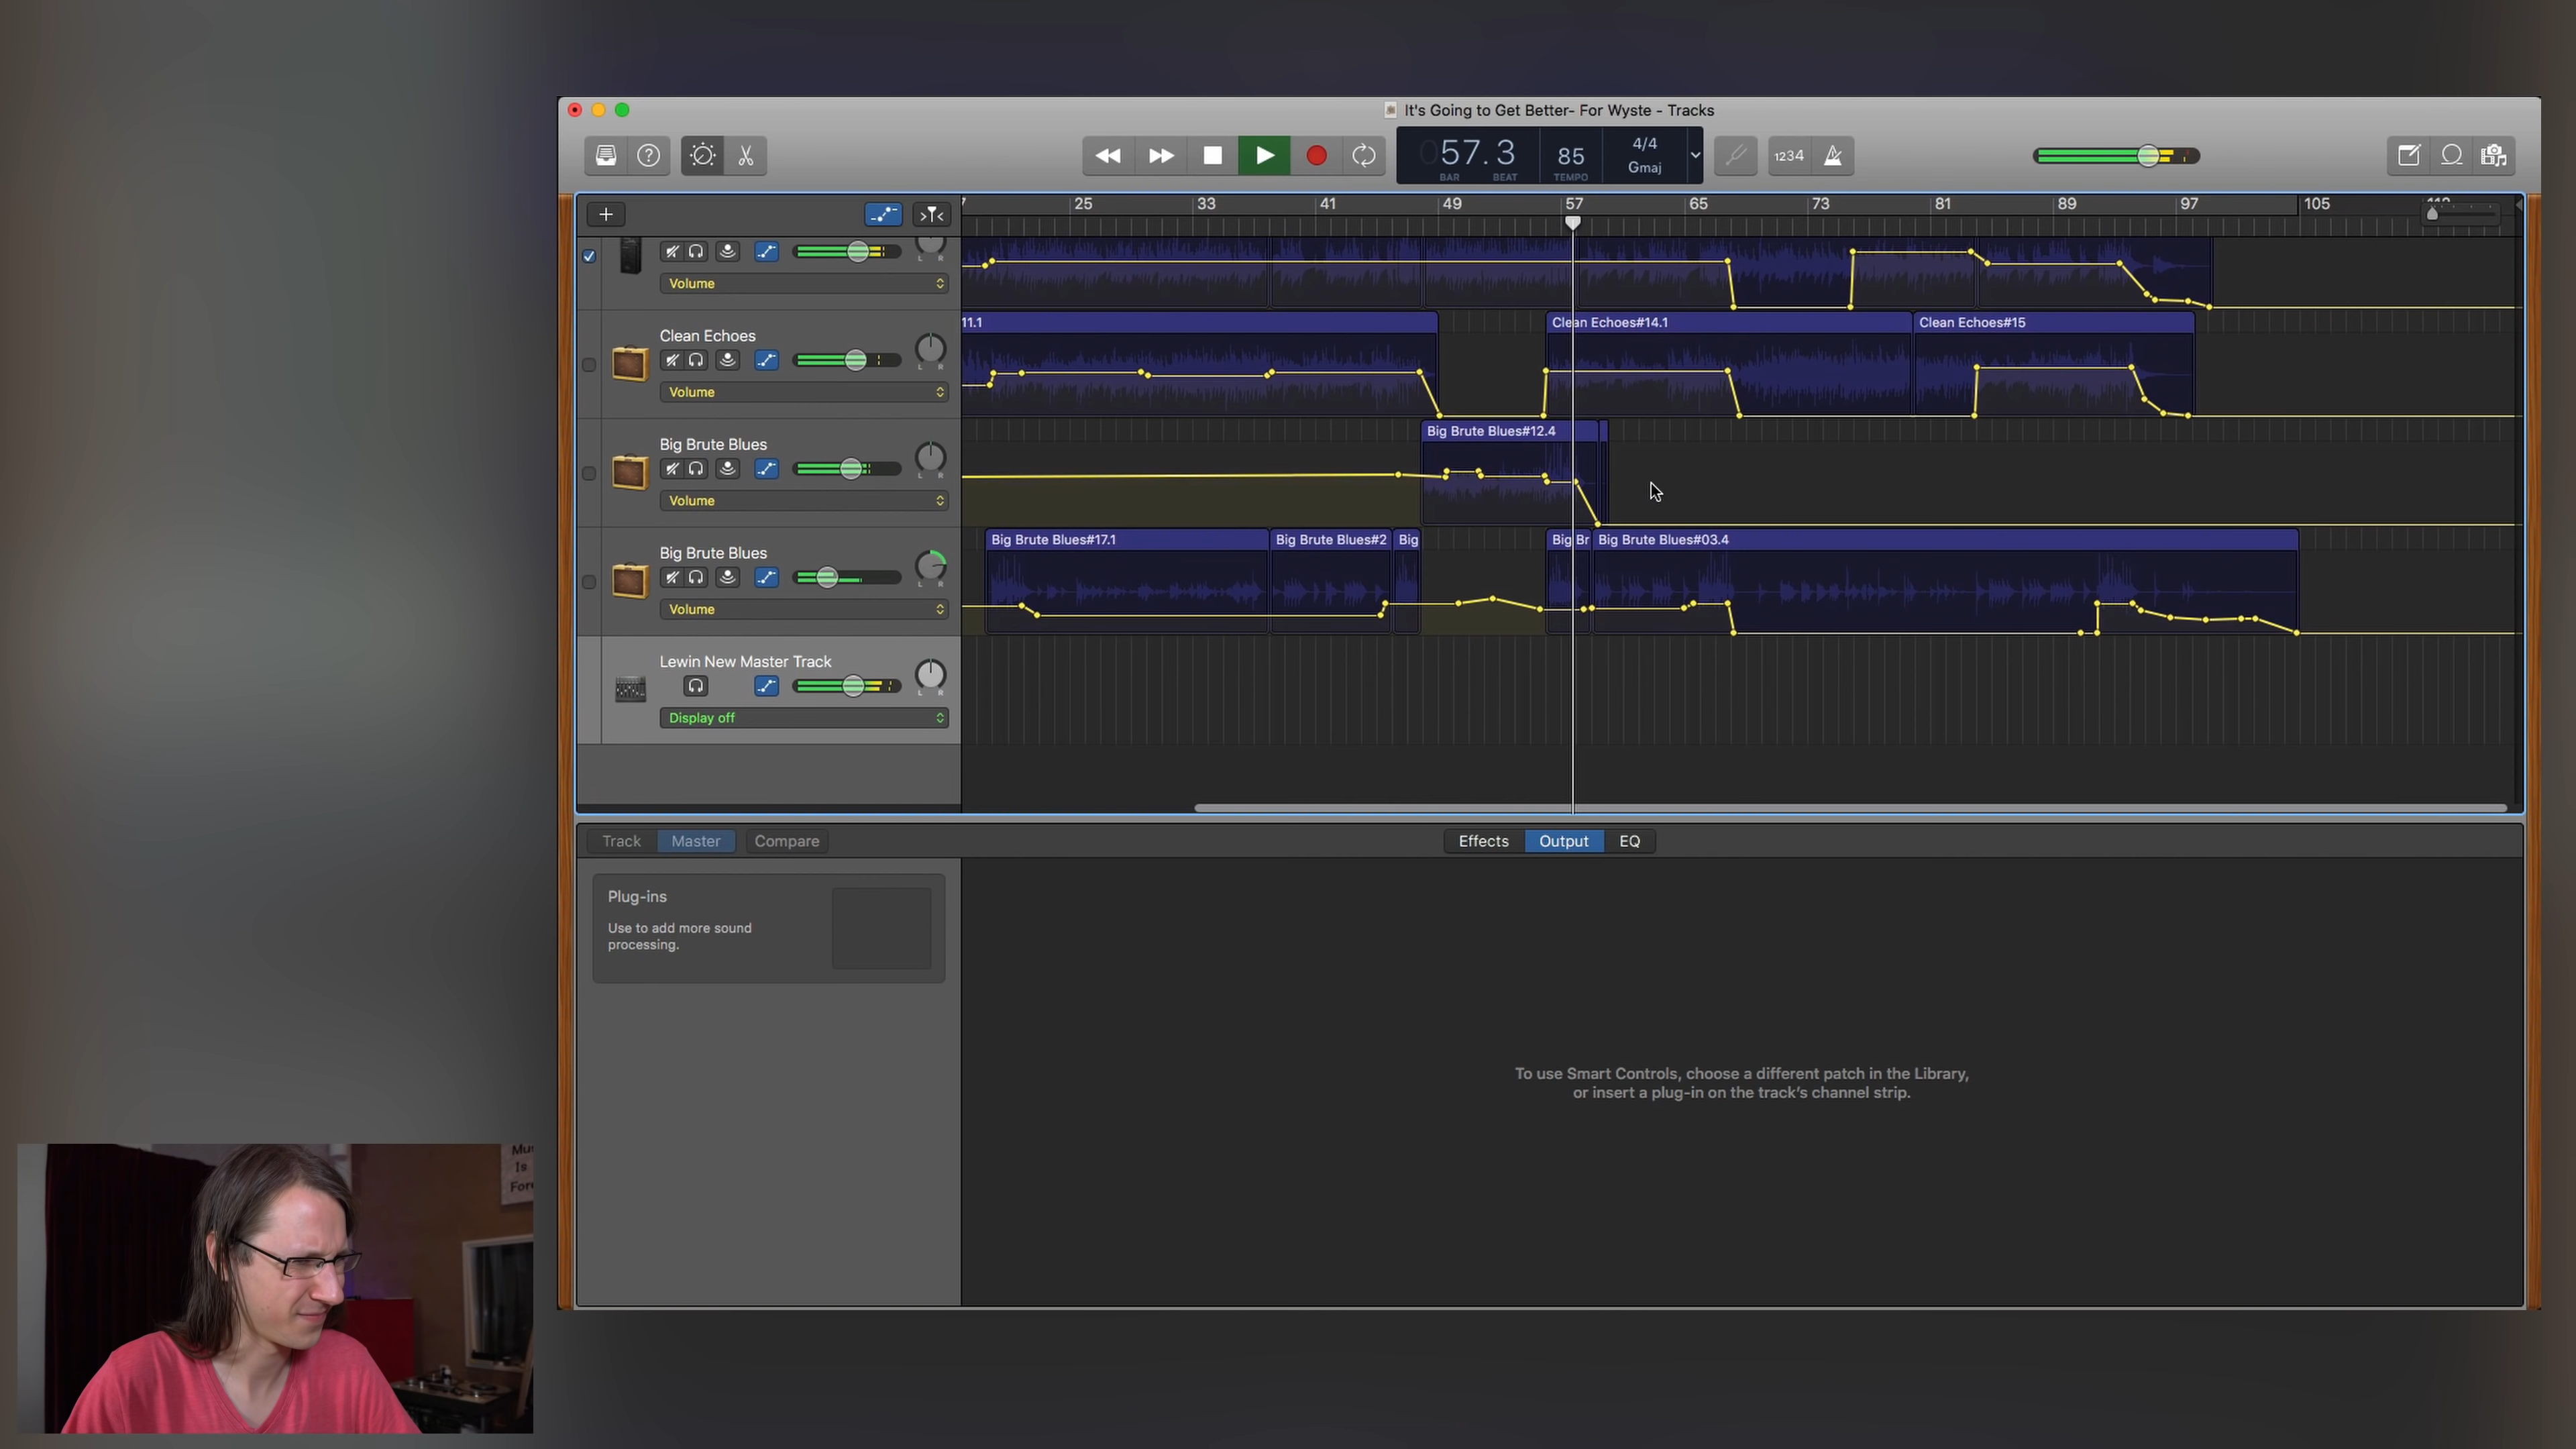 It's Going to Get Better- For Wyste - Tracks
057.3
BAR BEAT
85
TEMPO
4/4
Gmaj
1234
25 33 41 49 57 65 73 81 89 97 105
L R
Volume
11.1
Clean Echoes#14.1
Clean Echoes#15
Clean Echoes
L R
Volume
Big Brute Blues#12.4
Big Brute Blues
L R
Volume
Big Brute Blues#17.1
Big Brute Blues#2
Big
Big Br
Big Brute Blues#03.4
Big Brute Blues
L R
Volume
Lewin New Master Track
L R
Display off
Track Master Compare
Effects Output EQ
Plug-ins
Use to add more sound
processing.
To use Smart Controls, choose a different patch in the Library,
or insert a plug-in on the track's channel strip.
Mus
Is
Fore